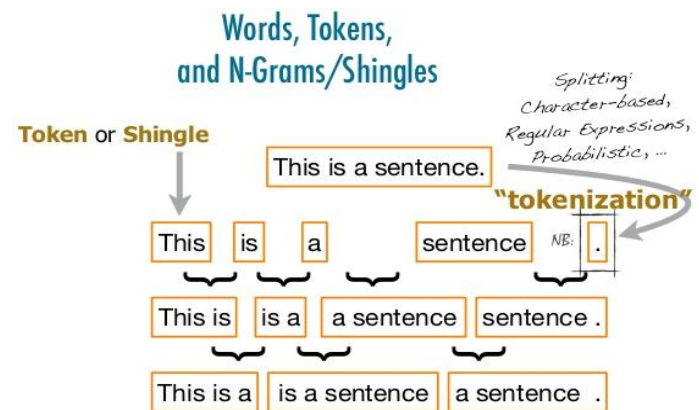 Words, Tokens,
and N-Grams/Shingles
Splitting:
Character-based,
Regular Expressions,
Probabilistic, ...
Token or Shingle
This is a sentence.
"tokenization"
This is a sentence NB: .
This is is a a sentence sentence .
This is a is a sentence a sentence .